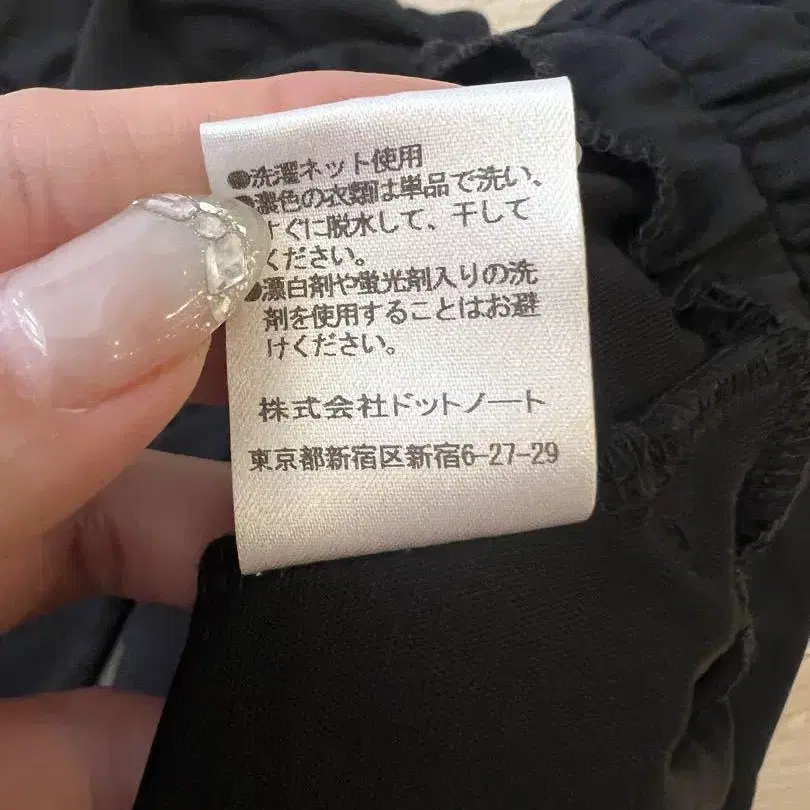 ●洗濯ネット使用
●濃色の衣類は単品で洗い、
すぐに脱水して、干して
ください。
●漂白剤や蛍光剤入りの洗
剤を使用することはお避
けください。
株式会社ドットノート
東京都新宿区新宿6-27-29